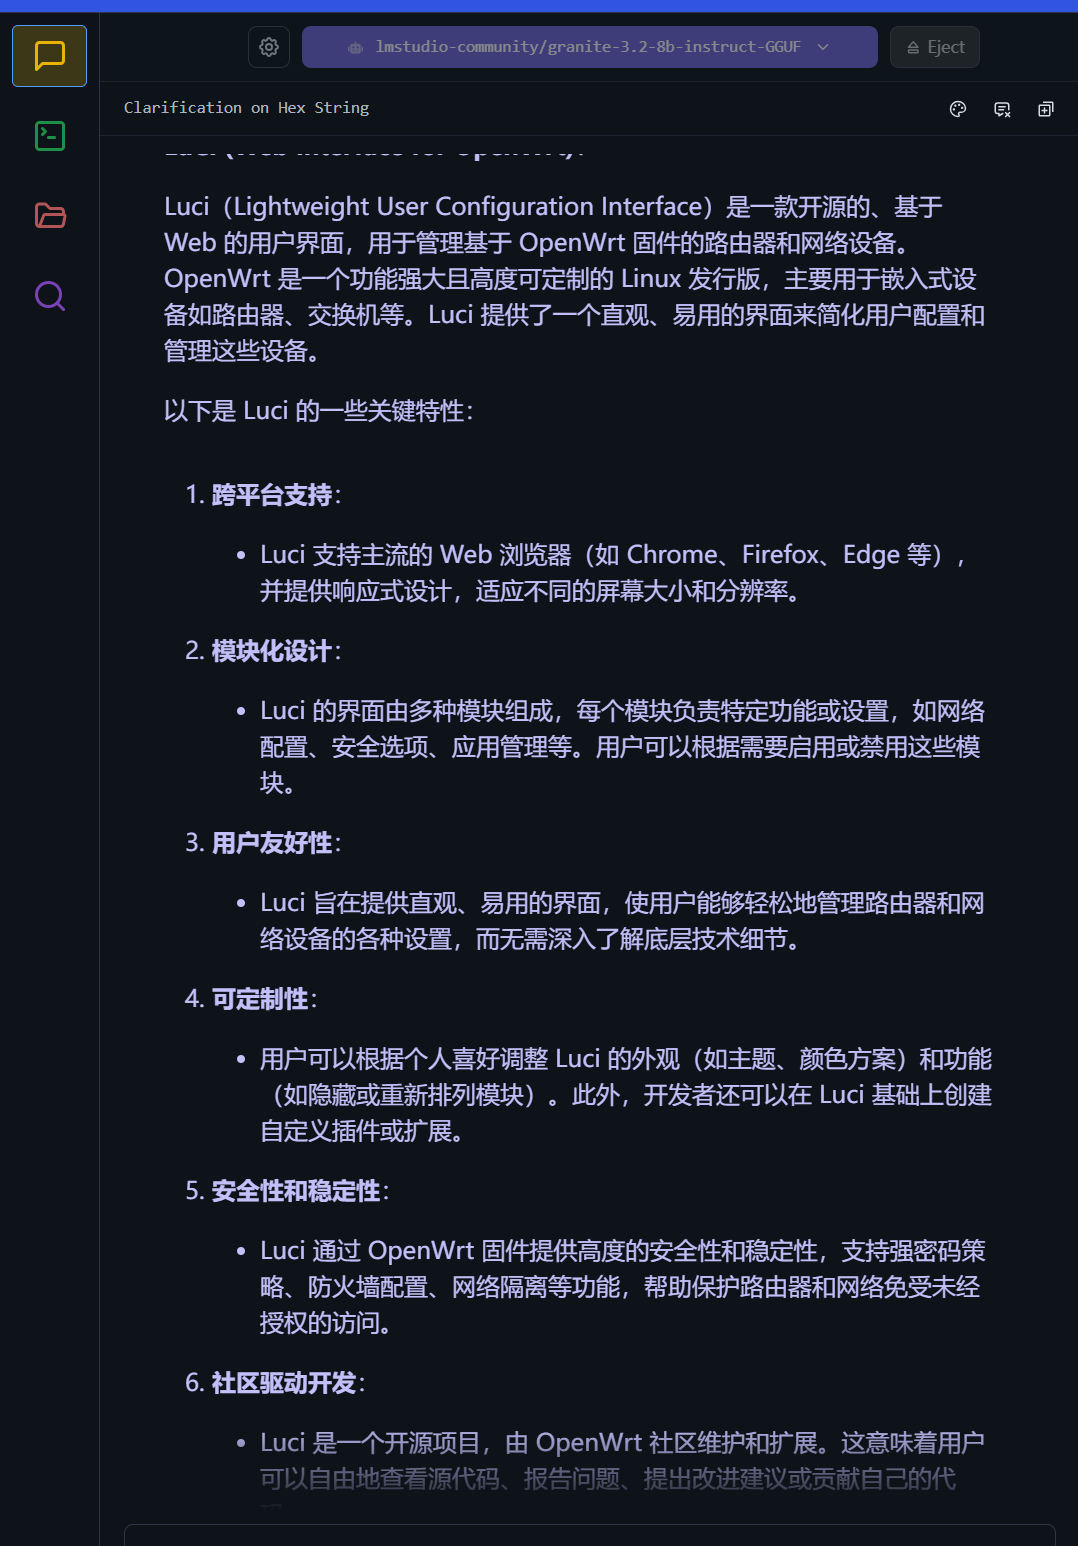 lmstudio-community/granite-3.2-8b-instruct-GGUF
Eject
Clarification on Hex String
Luci (Web Interface for OpenWrt):
Luci（Lightweight User Configuration Interface）是一款开源的、基于
Web 的用户界面，用于管理基于 OpenWrt 固件的路由器和网络设备。
OpenWrt 是一个功能强大且高度可定制的 Linux 发行版，主要用于嵌入式设
备如路由器、交换机等。Luci 提供了一个直观、易用的界面来简化用户配置和
管理这些设备。
以下是 Luci 的一些关键特性：
1. 跨平台支持：
• Luci 支持主流的 Web 浏览器（如 Chrome、Firefox、Edge 等），
并提供响应式设计，适应不同的屏幕大小和分辨率。
2. 模块化设计：
• Luci 的界面由多种模块组成，每个模块负责特定功能或设置，如网络
配置、安全选项、应用管理等。用户可以根据需要启用或禁用这些模
块。
3. 用户友好性：
• Luci 旨在提供直观、易用的界面，使用户能够轻松地管理路由器和网
络设备的各种设置，而无需深入了解底层技术细节。
4. 可定制性：
• 用户可以根据个人喜好调整 Luci 的外观（如主题、颜色方案）和功能
（如隐藏或重新排列模块）。此外，开发者还可以在 Luci 基础上创建
自定义插件或扩展。
5. 安全性和稳定性：
• Luci 通过 OpenWrt 固件提供高度的安全性和稳定性，支持强密码策
略、防火墙配置、网络隔离等功能，帮助保护路由器和网络免受未经
授权的访问。
6. 社区驱动开发：
• Luci 是一个开源项目，由 OpenWrt 社区维护和扩展。这意味着用户
可以自由地查看源代码、报告问题、提出改进建议或贡献自己的代